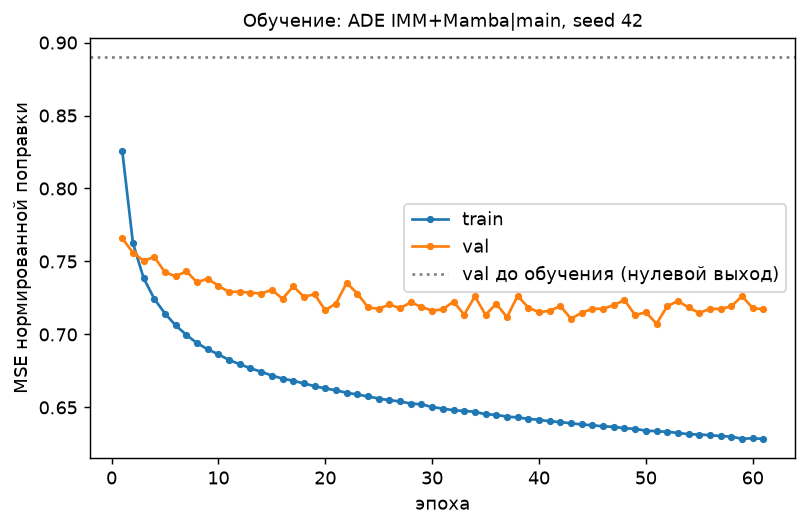 Обучение: ADE IMM+Mamba|main, seed 42
MSE нормированной поправки
0.90
0.85
0.80
0.75
0.70
0.65
train
val
val до обучения (нулевой выход)
0 10 20 30 40 50 60
эпоха